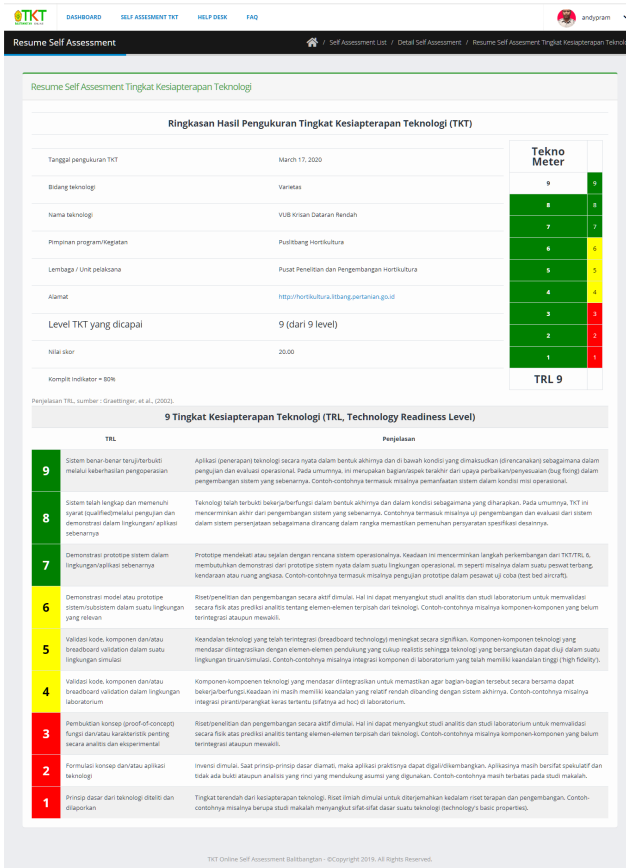 TKT
DASHBOARD SELF ASSESMENT TKT HELP DESK FAQ andypram
Resume Self Assessment / Self Assessment List / Detail Self Assessment / Resume Self Assesment Tingkat Kesiapterapan Teknolo
Resume Self Assesment Tingkat Kesiapterapan Teknologi
Ringkasan Hasil Pengukuran Tingkat Kesiapterapan Teknologi (TKT)
Tanggal pengukuran TKT March 17, 2020
Bidang teknologi Varietas
Nama teknologi VUB Krisan Dataran Rendah
Pimpinan program/Kegiatan Puslitbang Hortikultura
Lembaga / Unit pelaksana Pusat Penelitian dan Pengembangan Hortikultura
Alamat http://hortikultura.litbang.pertanian.go.id
Level TKT yang dicapai 9 (dari 9 level)
Nilai skor 20.00
Komplit Indikator = 80%
Tekno
Meter
9 9
8 8
7 7
6 6
5 5
4 4
3 3
2 2
1 1
TRL 9
Penjelasan TRL, sumber : Graettinger, et al., (2002).
9 Tingkat Kesiapterapan Teknologi (TRL, Technology Readiness Level)
TRL Penjelasan
9
Sistem benar-benar teruji/terbukti
melalui keberhasilan pengoperasian
Aplikasi (penerapan) teknologi secara nyata dalam bentuk akhirnya dan di bawah kondisi yang dimaksudkan (direncanakan) sebagaimana dalam
pengujian dan evaluasi operasional. Pada umumnya, ini merupakan bagian/aspek terakhir dari upaya perbaikan/penyesuaian (bug fixing) dalam
pengembangan sistem yang sebenarnya. Contoh-contohnya termasuk misalnya pemanfaatan sistem dalam kondisi misi operasional.
8
Sistem telah lengkap dan memenuhi
syarat (qualified)melalui pengujian dan
demonstrasi dalam lingkungan/ aplikasi
sebenarnya
Teknologi telah terbukti bekerja/berfungsi dalam bentuk akhirnya dan dalam kondisi sebagaimana yang diharapkan. Pada umumnya. TKT ini
mencerminkan akhir dari pengembangan sistem yang sebenarnya. Contohnya termasuk misalnya uji pengembangan dan evaluasi dari sistem
dalam sistem persenjataan sebagaimana dirancang dalam rangka memastikan pemenuhan persyaratan spesifikasi desainnya.
7
Demonstrasi prototipe sistem dalam
lingkungan/aplikasi sebenarnya
Prototipe mendekati atau sejalan dengan rencana sistem operasionalnya. Keadaan ini mencerminkan langkah perkembangan dari TKT/TRL 6,
membutuhkan demonstrasi dari prototipe sistem nyata dalam suatu lingkungan operasional. m seperti misalnya dalam suatu peswat terbang,
kendaraan atau ruang angkasa. Contoh-contohnya termasuk misalnya pengujian prototipe dalam pesawat uji coba (test bed aircraft).
6
Demonstrasi model atau prototipe
sistem/subsistem dalam suatu lingkungan
yang relevan
Riset/penelitian dan pengembangan secara aktif dimulai. Hal ini dapat menyangkut studi analitis dan studi laboratorium untuk memvalidasi
secara fisik atas prediksi analitis tentang elemen-elemen terpisah dari teknologi. Contoh-contohnya misalnya komponen-komponen yang belum
terintegrasi ataupun mewakili.
5
Validasi kode, komponen dan/atau
breadboard validation dalam suatu
lingkungan simulasi
Keandalan teknologi yang telah terintegrasi (breadboard technology) meningkat secara signifikan. Komponen-komponen teknologi yang
mendasar diintegrasikan dengan elemen-elemen pendukung yang cukup realistis sehingga teknologi yang bersangkutan dapat diuji dalam suatu
lingkungan tiruan/simulasi. Contoh-contohnya misalnya integrasi komponen di laboratorium yang telah memiliki keandalan tinggi ('high fidelity').
4
Validasi kode, komponen dan/atau
breadboard validation dalam lingkungan
laboratorium
Komponen-kompoenen teknologi yang mendasar diintegrasikan untuk memastikan agar bagian-bagian tersebut secara bersama dapat
bekerja/berfungsi.Keadaan ini masih memiliki keandalan yang relatif rendah dibanding dengan sistem akhirnya. Contoh-contohnya misalnya
integrasi piranti/perangkat keras tertentu (sifatnya ad hoc) di laboratorium.
3
Pembuktian konsep (proof-of-concept)
fungsi dan/atau karakteristik penting
secara analitis dan eksperimental
Riset/penelitian dan pengembangan secara aktif dimulai. Hal ini dapat menyangkut studi analitis dan studi laboratorium untuk memvalidasi
secara fisik atas prediksi analitis tentang elemen-elemen terpisah dari teknologi. Contoh-contohnya misalnya komponen-komponen yang belum
terintegrasi ataupun mewakili.
2
Formulasi konsep dan/atau aplikasi
teknologi
Invensi dimulai. Saat prinsip-prinsip dasar diamati, maka aplikasi praktisnya dapat digali/dikembangkan. Aplikasinya masih bersifat spekulatif dan
tidak ada bukti ataupun analisis yang rinci yang mendukung asumsi yang digunakan. Contoh-contohnya masih terbatas pada studi makalah.
1
Prinsip dasar dari teknologi diteliti dan
dilaporkan
Tingkat terendah dari kesiapterapan teknologi. Riset ilmiah dimulai untuk diterjemahkan kedalam riset terapan dan pengembangan. Contoh-
contohnya misalnya berupa studi makalah menyangkut sifat-sifat dasar suatu teknologi (technology's basic properties).
TKT Online Self Assessment Balitbangtan - ©Copyright 2019. All Rights Reserved.